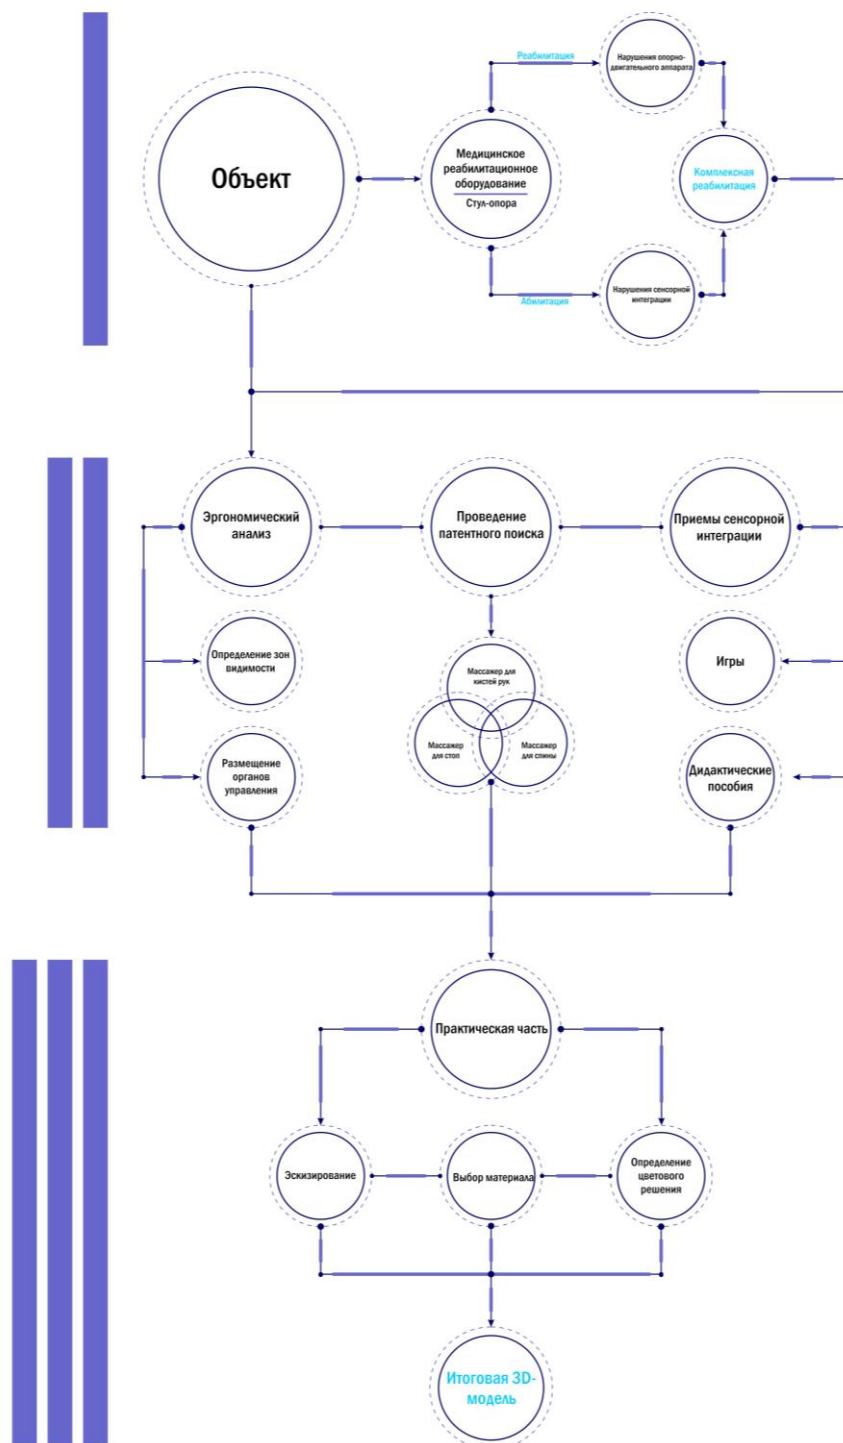 Реабилитация
Нарушения опорно-
двигательного аппарата
Объект
Медицинское
реабилитационное
оборудование
Стул-опора
Комплексная
реабилитация
Абилитация
Нарушения сенсорной
интеграции
Эргономический
анализ
Проведение
патентного поиска
Приемы сенсорной
интеграции
Определение зон
видимости
Массажер для
кистей рук
Игры
Размещение
органов
управления
Массажер
для стоп
Массажер
для спины
Дидактические
пособия
Практическая часть
Эскизирование
Выбор материала
Определение
цветового
решения
Итоговая 3D-
модель